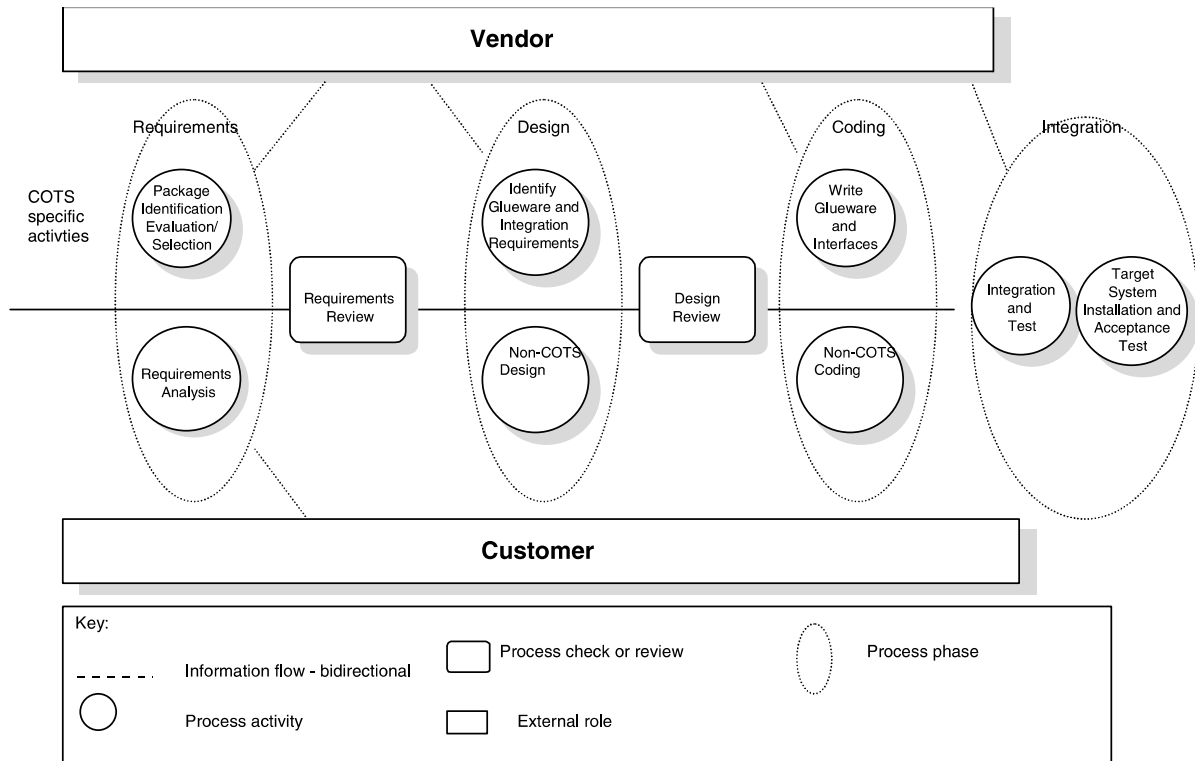 Vendor
Requirements
Design
Coding
Integration
COTS
specific
activties
Package
Identification
Evaluation/
Selection
Identify
Glueware and
Integration
Requirements
Write
Glueware
and
Interfaces
Requirements
Review
Design
Review
Integration
and
Test
Target
System
Installation and
Acceptance
Test
Requirements
Analysis
Non-COTS
Design
Non-COTS
Coding
Customer
Key:
Information flow - bidirectional
Process check or review
Process phase
Process activity
External role